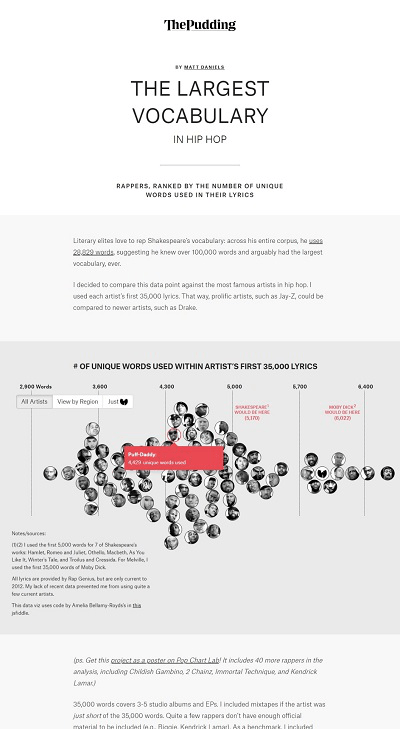 The Pudding
BY MATT DANIELS
THE LARGEST
VOCABULARY
IN HIP HOP
RAPPERS, RANKED BY THE NUMBER OF UNIQUE
WORDS USED IN THEIR LYRICS
Literary elites love to rep Shakespeare's vocabulary: across his entire corpus, he uses
28,829 words, suggesting he knew over 100,000 words and arguably had the largest
vocabulary, ever.
I decided to compare this data point against the most famous artists in hip hop. I
used each artist's first 35,000 lyrics. That way, prolific artists, such as Jay-Z, could be
compared to newer artists, such as Drake.
# OF UNIQUE WORDS USED WITHIN ARTIST'S FIRST 35,000 LYRICS
2,900 Words 3,600 4,300 5,000 5,700 6,400
All Artists View by Region Just
SHAKESPEARE¹
WOULD BE HERE
(5,170)
MOBY DICK²
WOULD BE HERE
(6,022)
Puff-Daddy:
4,429 unique words used
Notes/sources:
(1)(2) I used the first 5,000 words for 7 of Shakespeare's
works: Hamlet, Romeo and Juliet, Othello, Macbeth, As You
Like It, Winter's Tale, and Troilus and Cressida. For Melville, I
used the first 35,000 words of Moby Dick.
All lyrics are provided by Rap Genius, but are only current to
2012. My lack of recent data prevented me from using quite a
few current artists.
This data viz uses code by Amelia Bellamy-Royds's in this
jsfiddle.
(ps. Get this project as a poster on Pop Chart Lab! It includes 40 more rappers in the
analysis, including Childish Gambino, 2 Chainz, Immortal Technique, and Kendrick
Lamar.)
35,000 words covers 3-5 studio albums and EPs. I included mixtapes if the artist was
just short of the 35,000 words. Quite a few rappers don't have enough official
material to be included (e.g., Biggie, Kendrick Lamar). As a benchmark, I included